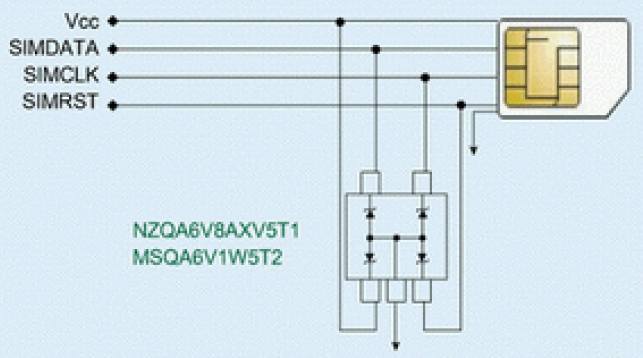 Vcc
SIMDATA
SIMCLK
SIMRST
NZQA6V8AXV5T1
MSQA6V1W5T2